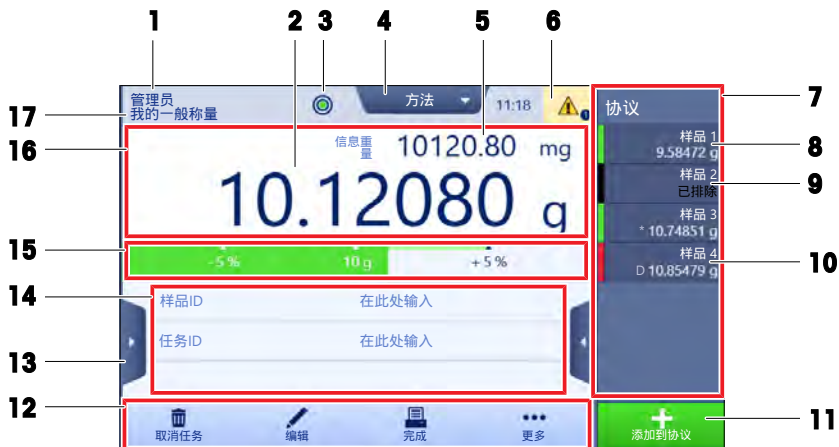 1 2 3 4 5 6
管理员
我的一般称量
方法
11:18
协议
7
17
16
信息重量
10120.80 mg
10.12080 g
样品 1
9.58472 g
8
样品 2
已排除
9
样品 3
* 10.74851 g
样品 4
D 10.85479 g
10
15
-5 %
10 g
+5 %
14
样品ID 在此处输入
任务ID 在此处输入
13
12
取消任务
编辑
完成
更多
添加到协议
11